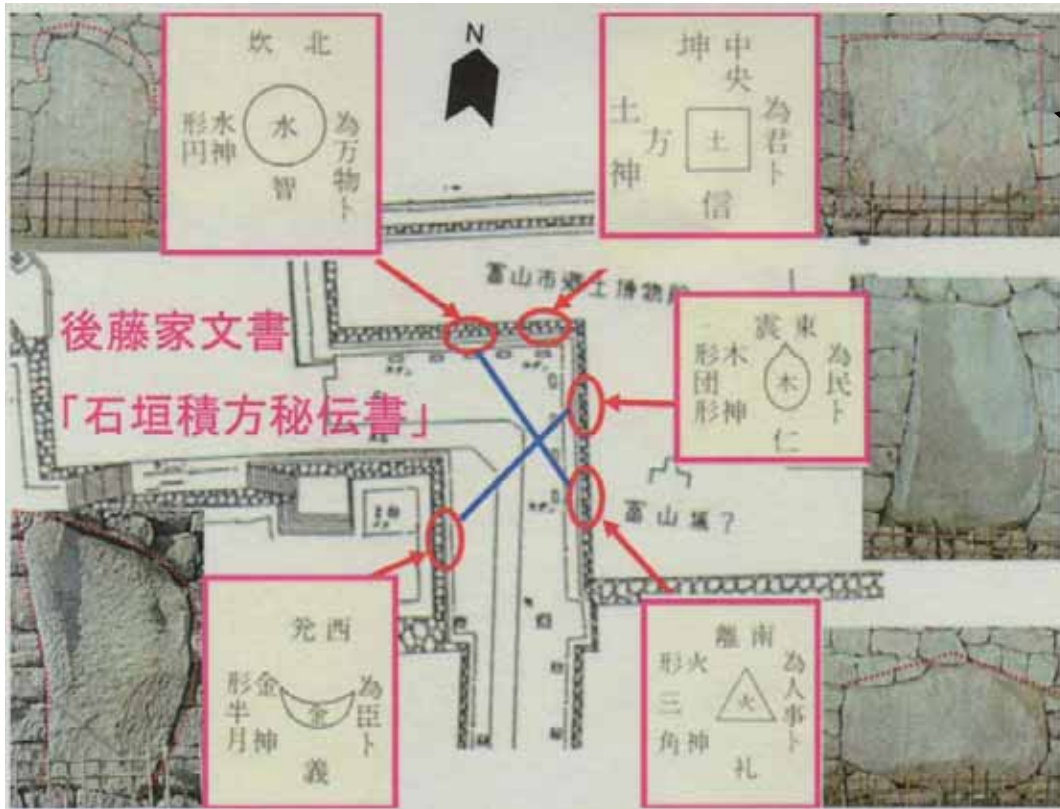 坎 北
水
為万物ト
水神
形円
智
N
坤 中央
土
為君ト
方
土神
信
富山市郷土博物館
後藤家文書
「石垣積方秘伝書」
震 東
木
為民ト
木神
形団形
仁
富山城?
兌 西
金
為臣ト
金神
形半月
義
離 南
火
為人事ト
火神
形三角
礼